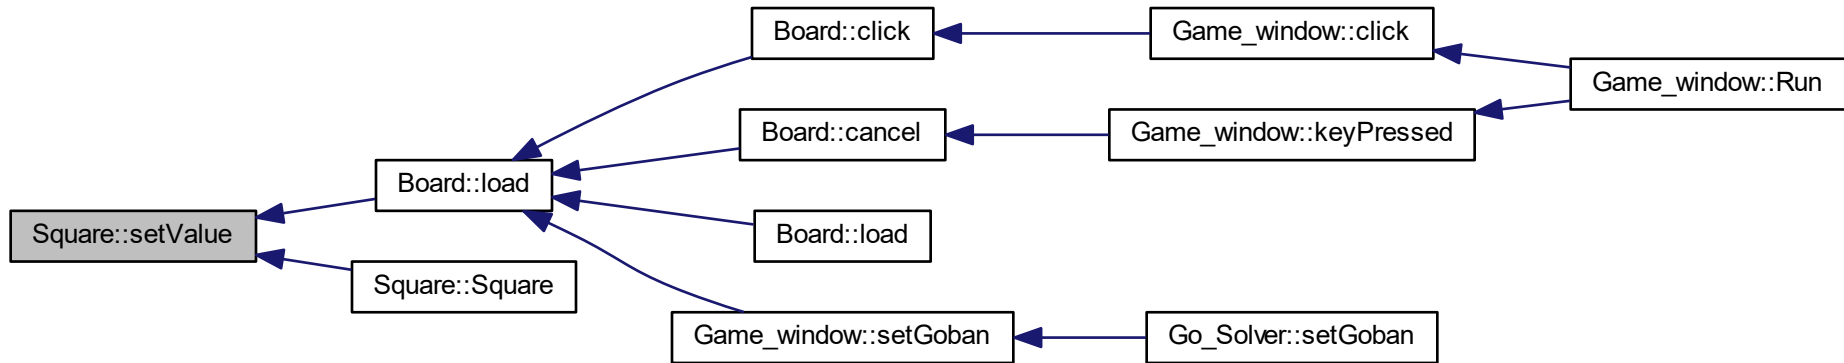 Board::click
Game_window::click
Game_window::Run
Board::cancel
Game_window::keyPressed
Board::load
Square::setValue
Board::load
Square::Square
Game_window::setGoban
Go_Solver::setGoban